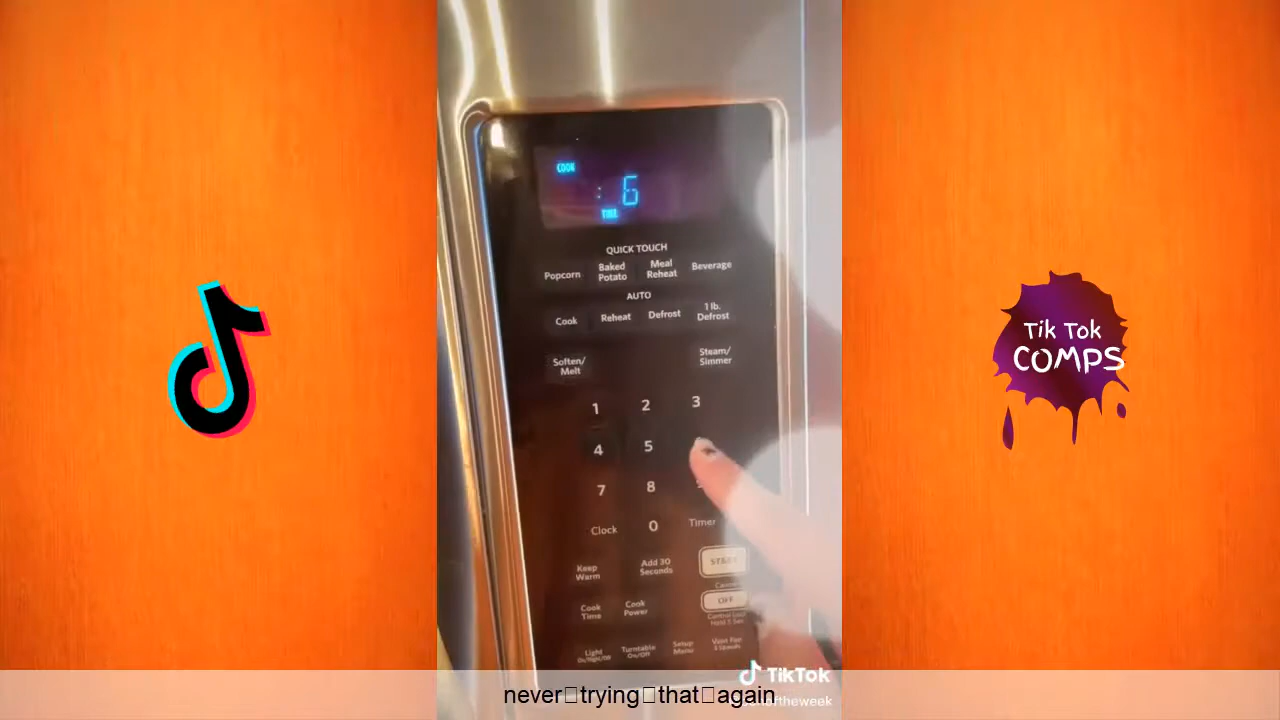 COOK
: 6
TIME
QUICK TOUCH
Popcorn
Baked
Potato
Meal
Reheat
Beverage
AUTO
Cook
Reheat
Defrost
1 lb.
Defrost
Soften/
Melt
Steam/
Simmer
1 2 3
4 5
7 8
Clock 0 Timer
Keep
Warm
Add 30
Seconds
START
Cook
Time
Cook
Power
OFF
Light
On/Night/Off
Turntable
On/Off
Setup
Menu
Vent Fan
TikTok
never□trying□that□again
Tik Tok
COMPS